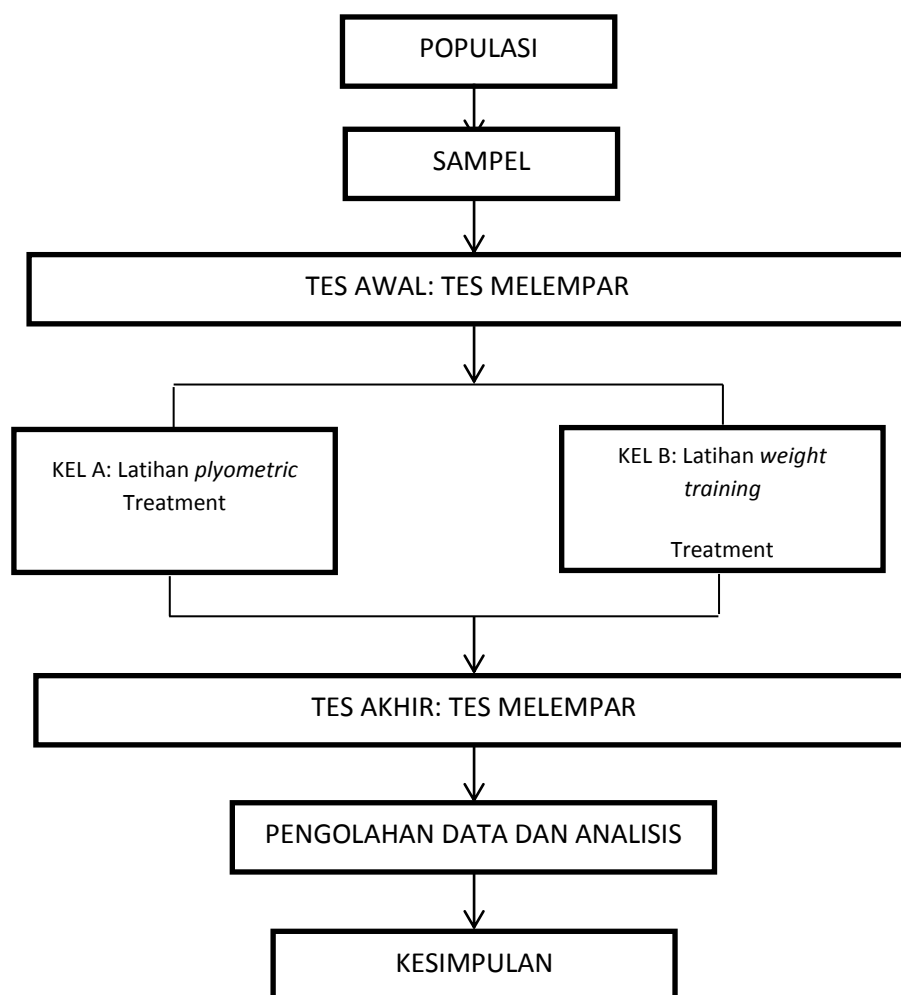 POPULASI
SAMPEL
TES AWAL: TES MELEMPAR
KEL A: Latihan plyometric
Treatment
KEL B: Latihan weight
training
Treatment
TES AKHIR: TES MELEMPAR
PENGOLAHAN DATA DAN ANALISIS
KESIMPULAN